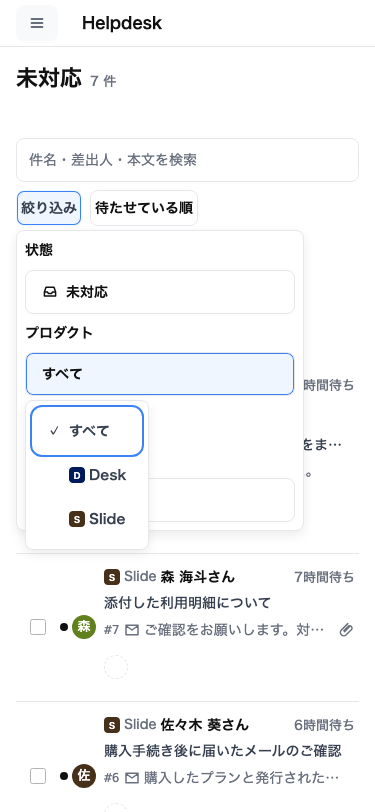 Helpdesk
未対応 7 件
件名・差出人・本文を検索
絞り込み 待たせている順
状態
未対応
プロダクト
すべて
時間待ち
✓ すべて
をま…
D Desk
。
S Slide
S Slide 森 海斗さん 7時間待ち
添付した利用明細について
森 #7 ご確認をお願いします。対…
S Slide 佐々木 葵さん 6時間待ち
購入手続き後に届いたメールのご確認
佐 #6 購入したプランと発行された…